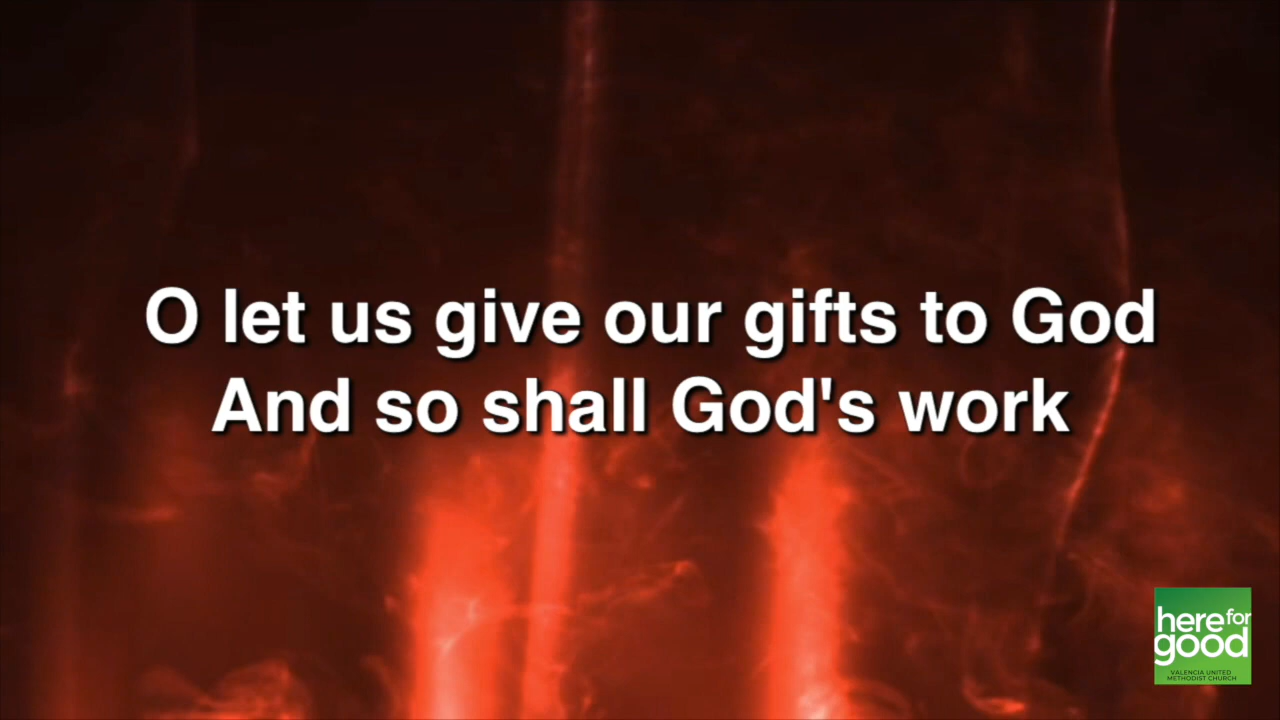 O let us give our gifts to God
And so shall God's work
here for
good
VALENCIA UNITED
METHODIST CHURCH